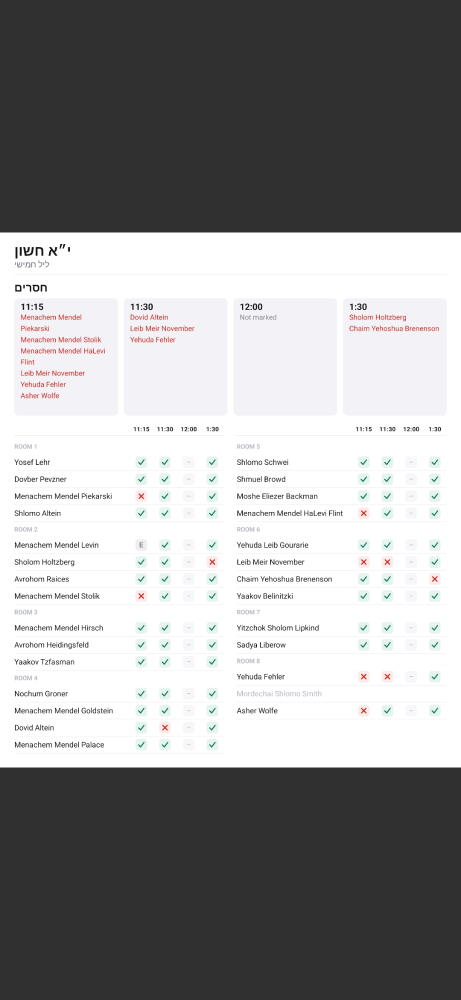 י״א חשון
ליל חמישי
חסרים
11:15
Menachem Mendel
Piekarski
Menachem Mendel Stolik
Menachem Mendel HaLevi
Flint
Leib Meir November
Yehuda Fehler
Asher Wolfe
11:30
Dovid Altein
Leib Meir November
Yehuda Fehler
12:00
Not marked
1:30
Sholom Holtzberg
Chaim Yehoshua Brenenson
11:15 11:30 12:00 1:30
ROOM 1
Yosef Lehr ✓ ✓ – ✓
Dovber Pevzner ✓ ✓ – ✓
Menachem Mendel Piekarski ✕ ✓ – ✓
Shlomo Altein ✓ ✓ – ✓
ROOM 2
Menachem Mendel Levin E ✓ – ✓
Sholom Holtzberg ✓ ✓ – ✕
Avrohom Raices ✓ ✓ – ✓
Menachem Mendel Stolik ✕ ✓ – ✓
ROOM 3
Menachem Mendel Hirsch ✓ ✓ – ✓
Avrohom Heidingsfeld ✓ ✓ – ✓
Yaakov Tzfasman ✓ ✓ – ✓
ROOM 4
Nochum Groner ✓ ✓ – ✓
Menachem Mendel Goldstein ✓ ✓ – ✓
Dovid Altein ✓ ✕ – ✓
Menachem Mendel Palace ✓ ✓ – ✓
11:15 11:30 12:00 1:30
ROOM 5
Shlomo Schwei ✓ ✓ – ✓
Shmuel Browd ✓ ✓ – ✓
Moshe Eliezer Backman ✓ ✓ – ✓
Menachem Mendel HaLevi Flint ✕ ✓ – ✓
ROOM 6
Yehuda Leib Gourarie ✓ ✓ – ✓
Leib Meir November ✕ ✕ – ✓
Chaim Yehoshua Brenenson ✓ ✓ – ✕
Yaakov Belinitzki ✓ ✓ – ✓
ROOM 7
Yitzchok Sholom Lipkind ✓ ✓ – ✓
Sadya Liberow ✓ ✓ – ✓
ROOM 8
Yehuda Fehler ✕ ✕ – ✓
Mordechai Shlomo Smith
Asher Wolfe ✕ ✓ – ✓